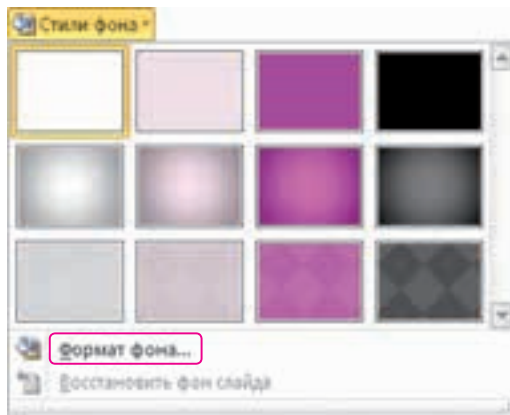 Стили фона
Формат фона...
Восстановить фон слайда